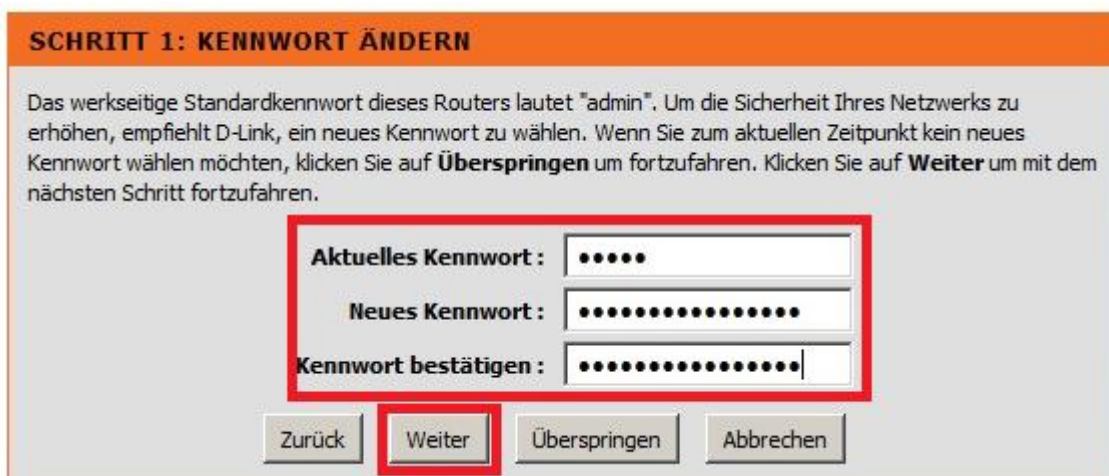 SCHRITT 1: KENNWORT ÄNDERN
Das werkseitige Standardkennwort dieses Routers lautet "admin". Um die Sicherheit Ihres Netzwerks zu
erhöhen, empfiehlt D-Link, ein neues Kennwort zu wählen. Wenn Sie zum aktuellen Zeitpunkt kein neues
Kennwort wählen möchten, klicken Sie auf Überspringen um fortzufahren. Klicken Sie auf Weiter um mit dem
nächsten Schritt fortzufahren.
Aktuelles Kennwort : •••••
Neues Kennwort : ••••••••••••••••
Kennwort bestätigen : ••••••••••••••••
Zurück Weiter Überspringen Abbrechen